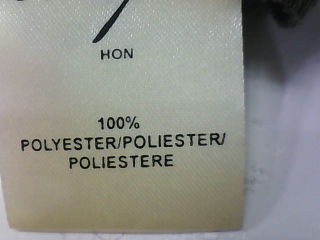 HON
100%
POLYESTER/POLIESTER/
POLIESTERE